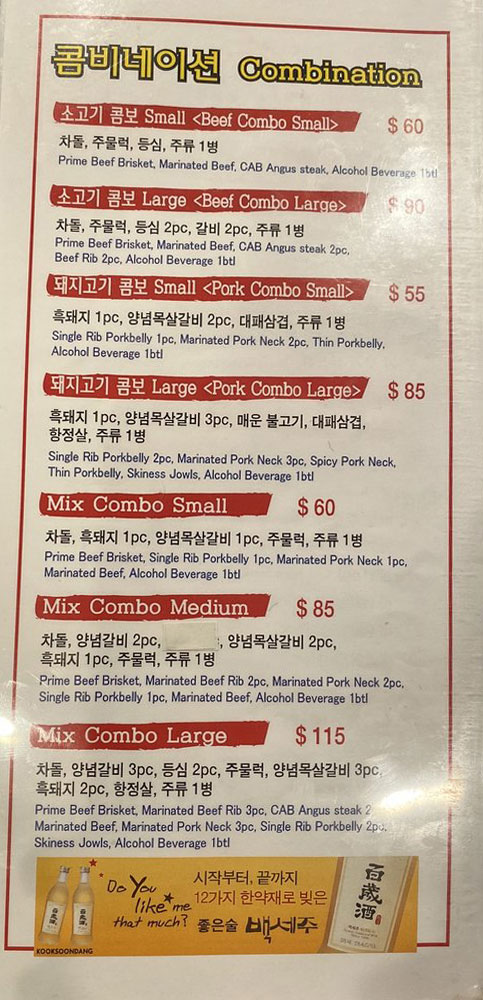 콤비네이션 Combination
소고기 콤보 Small <Beef Combo Small> $ 60
차돌, 주물럭, 등심, 주류 1병
Prime Beef Brisket, Marinated Beef, CAB Angus steak, Alcohol Beverage 1btl
소고기 콤보 Large <Beef Combo Large> $ 90
차돌, 주물럭, 등심 2pc, 갈비 2pc, 주류 1병
Prime Beef Brisket, Marinated Beef, CAB Angus steak 2pc,
Beef Rib 2pc, Alcohol Beverage 1btl
돼지고기 콤보 Small <Pork Combo Small> $ 55
흑돼지 1pc, 양념목살갈비 2pc, 대패삼겹, 주류 1병
Single Rib Porkbelly 1pc, Marinated Pork Neck 2pc, Thin Porkbelly,
Alcohol Beverage 1btl
돼지고기 콤보 Large <Pork Combo Large> $ 85
흑돼지 1pc, 양념목살갈비 3pc, 매운 불고기, 대패삼겹,
항정살, 주류 1병
Single Rib Porkbelly 2pc, Marinated Pork Neck 3pc, Spicy Pork Neck,
Thin Porkbelly, Skiness Jowls, Alcohol Beverage 1btl
Mix Combo Small $ 60
차돌, 흑돼지 1pc, 양념목살갈비 1pc, 주물럭, 주류 1병
Prime Beef Brisket, Single Rib Porkbelly 1pc, Marinated Pork Neck 1pc,
Marinated Beef, Alcohol Beverage 1btl
Mix Combo Medium $ 85
차돌, 양념갈비 2pc, , 양념목살갈비 2pc,
흑돼지 1pc, 주물럭, 주류 1병
Prime Beef Brisket, Marinated Beef Rib 2pc, Marinated Pork Neck 2pc,
Single Rib Porkbelly 1pc, Marinated Beef, Alcohol Beverage 1btl
Mix Combo Large $ 115
차돌, 양념갈비 3pc, 등심 2pc, 주물럭, 양념목살갈비 3pc,
흑돼지 2pc, 항정살, 주류 1병
Prime Beef Brisket, Marinated Beef Rib 3pc, CAB Angus steak 2
Marinated Beef, Marinated Pork Neck 3pc, Single Rib Porkbelly 2pc,
Skiness Jowls, Alcohol Beverage 1btl
Do You
like me
that much?
시작부터, 끝까지
12가지 한약재로 빚은
좋은술 백세주
百歲酒
KOOKSOONDANG